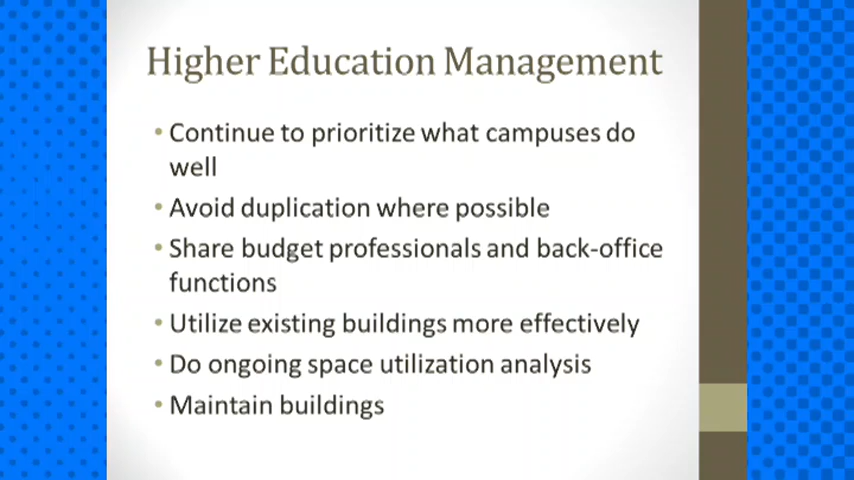 Higher Education Management
• Continue to prioritize what campuses do
well
• Avoid duplication where possible
• Share budget professionals and back-office
functions
• Utilize existing buildings more effectively
• Do ongoing space utilization analysis
• Maintain buildings